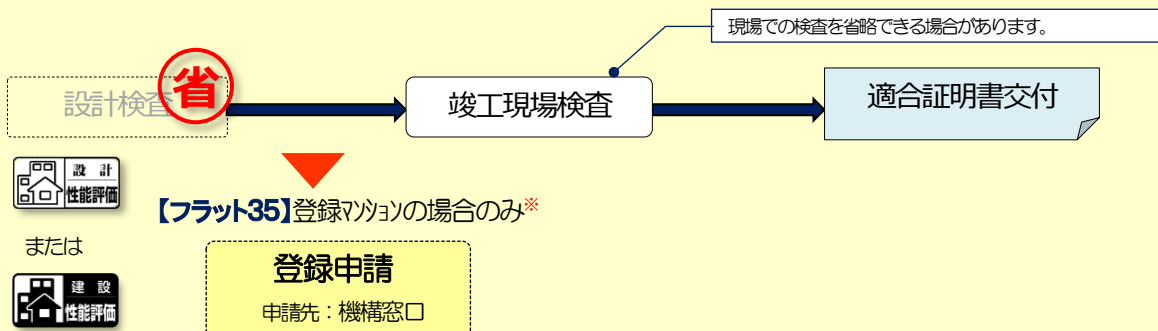 現場での検査を省略できる場合があります。
設計検査
省
竣工現場検査
適合証明書交付
設計
性能評価
【フラット35】登録マンションの場合のみ※
または
登録申請
申請先：機構窓口
建設
性能評価